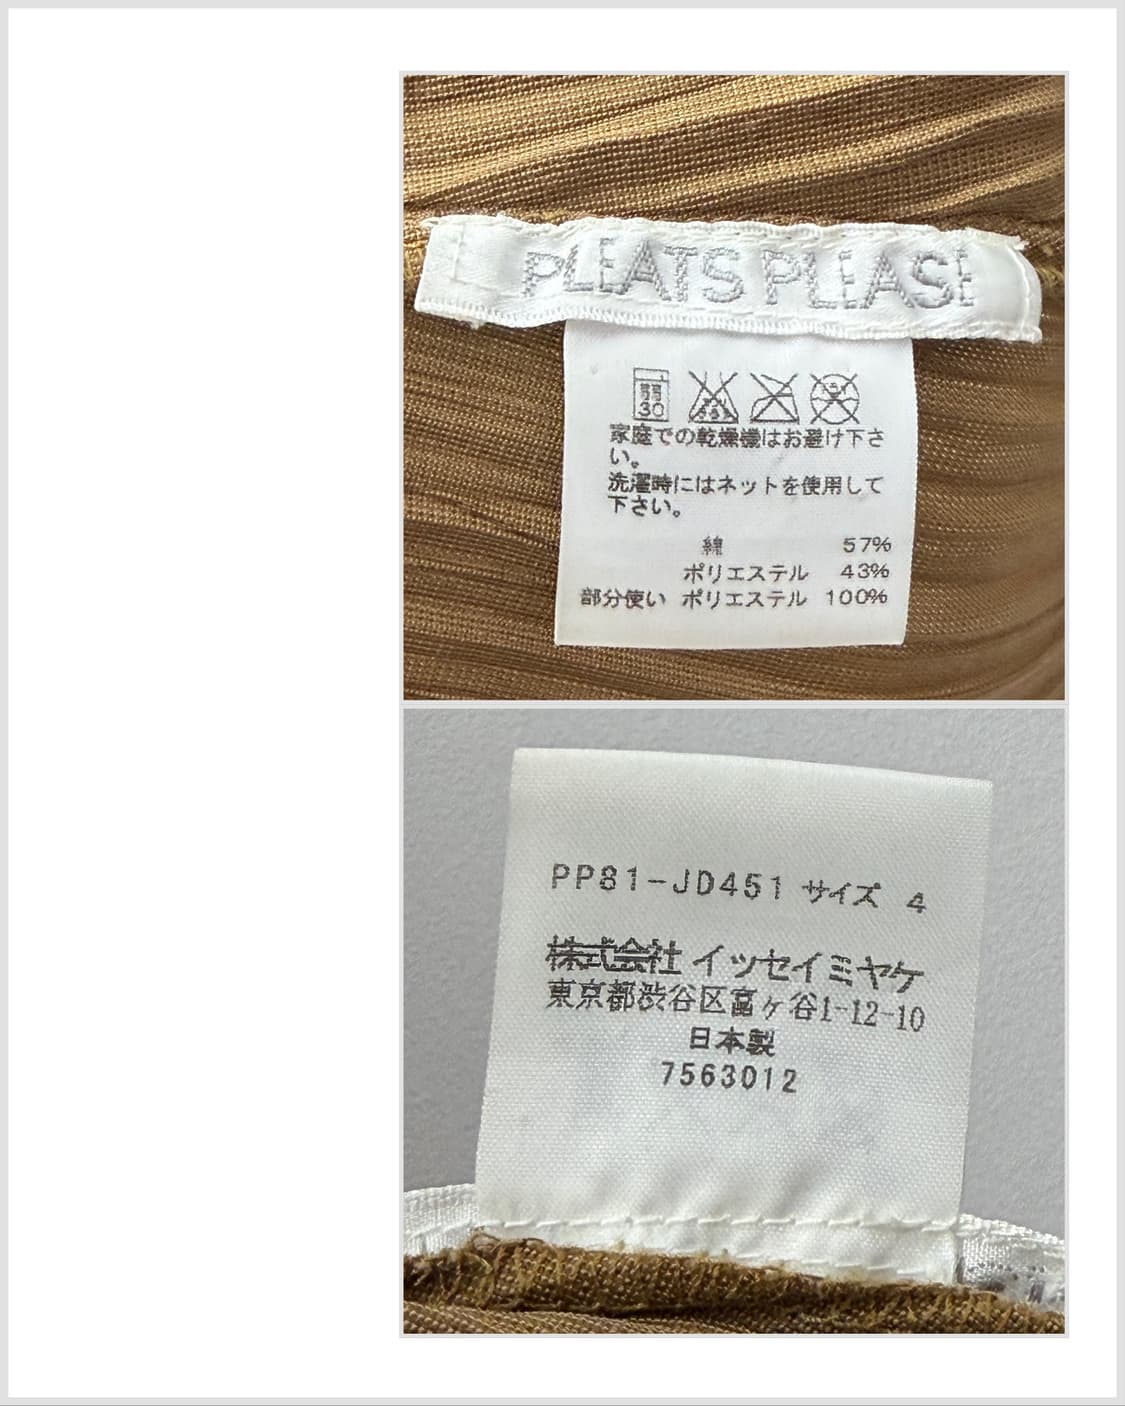 PLEATS PLEASE
30
家庭での乾燥機はお避け下さ
い。
洗濯時にはネットを使用して
下さい。
綿 57%
ポリエステル 43%
部分使い ポリエステル 100%
PP81-JD451 サイズ 4
株式会社 イッセイミヤケ
東京都渋谷区富ヶ谷1-12-10
日本製
7563012